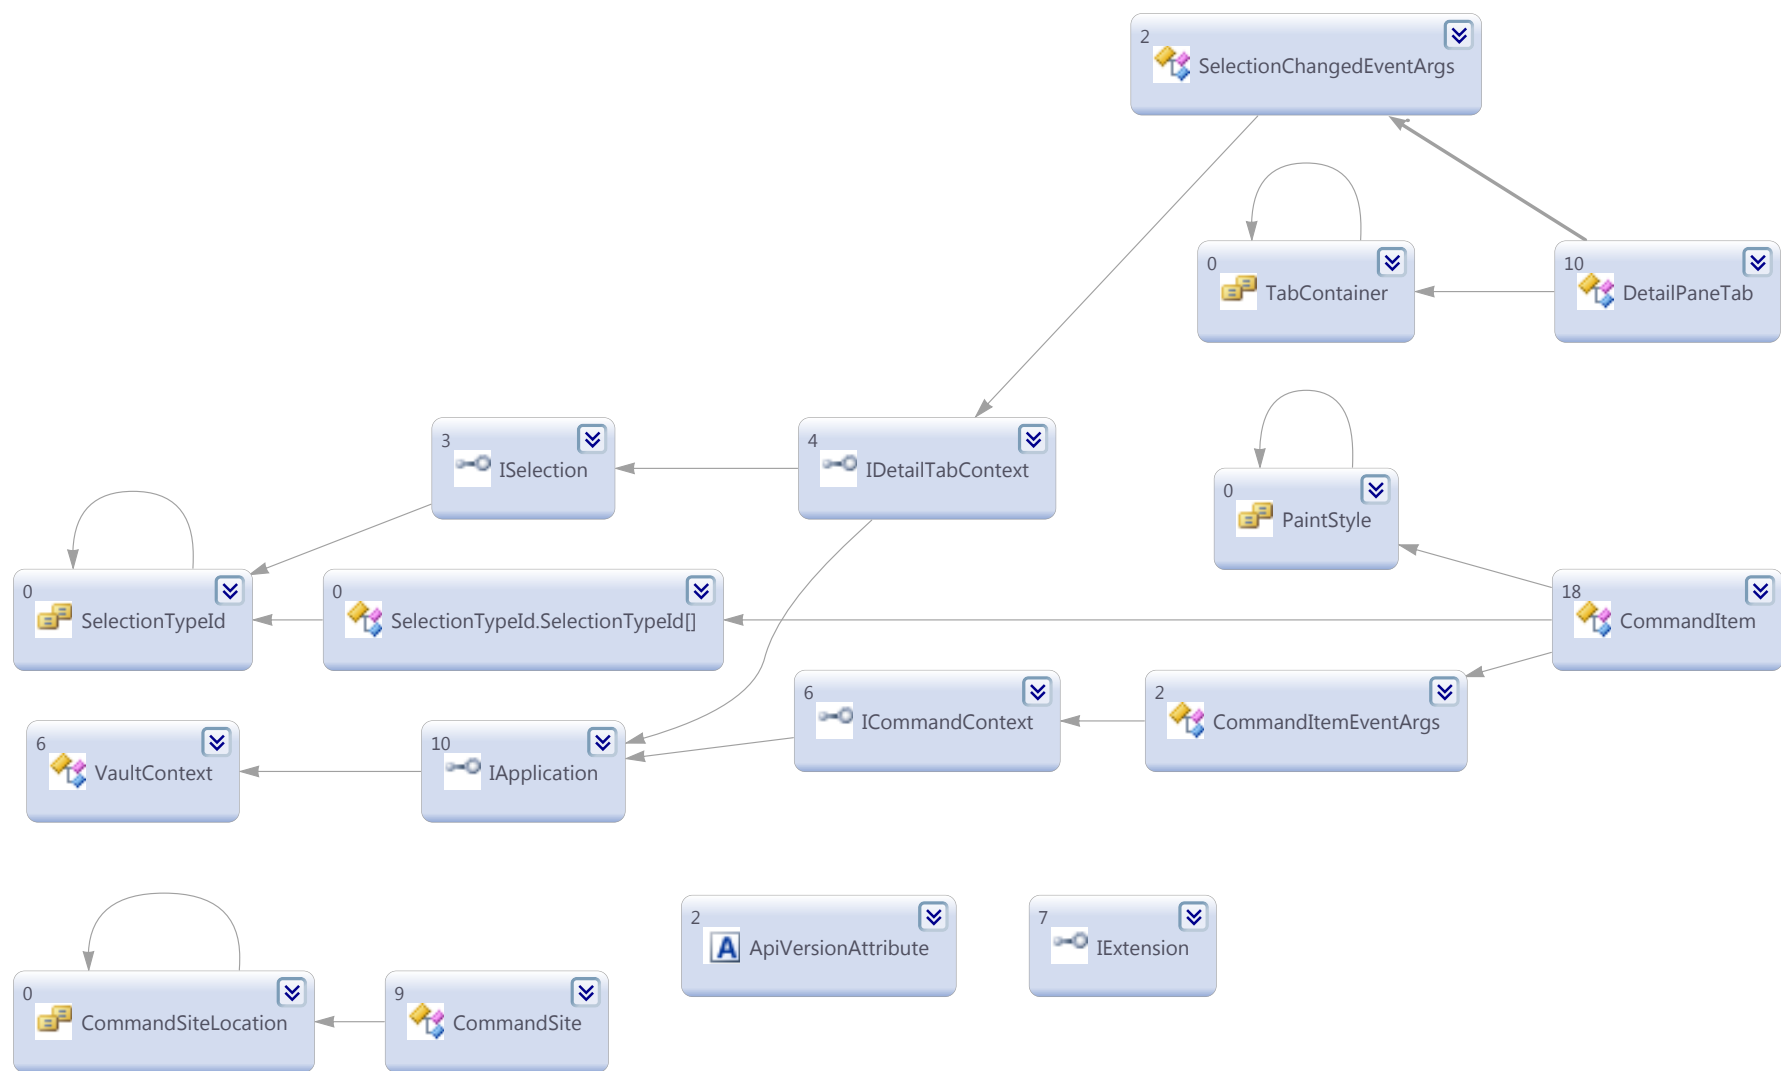 2
SelectionChangedEventArgs
0
TabContainer
10
DetailPaneTab
3
ISelection
4
IDetailTabContext
0
PaintStyle
0
SelectionTypeId
0
SelectionTypeId.SelectionTypeId[]
18
CommandItem
6
ICommandContext
2
CommandItemEventArgs
6
VaultContext
10
IApplication
2
ApiVersionAttribute
7
IExtension
0
CommandSiteLocation
9
CommandSite